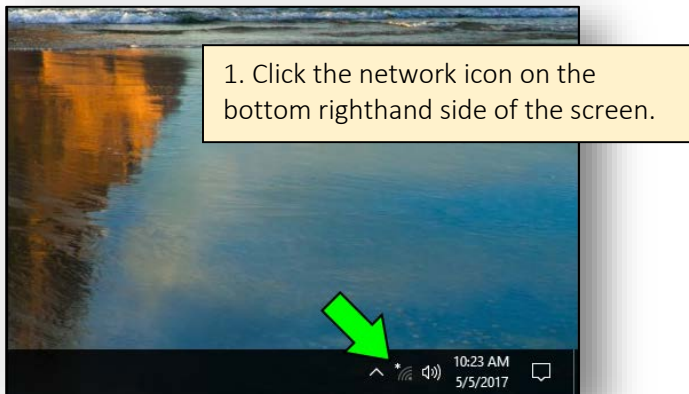 1. Click the network icon on the
bottom righthand side of the screen.
10:23 AM
5/5/2017